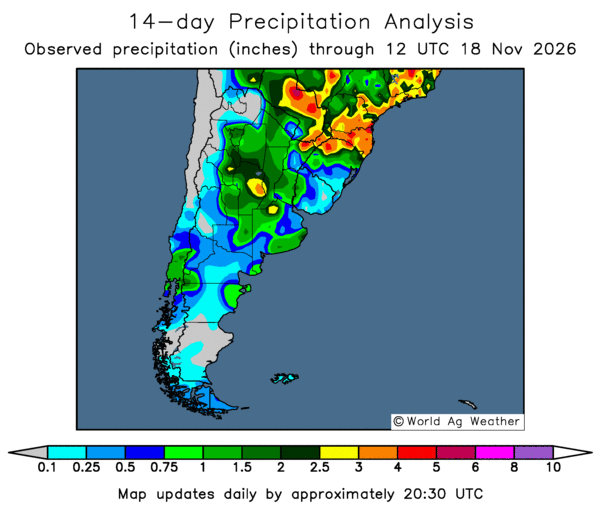 14-day Precipitation Analysis
Observed precipitation (inches) through 12 UTC 18 Nov 2026
© World Ag Weather
0.1 0.25 0.5 0.75 1 1.5 2 2.5 3 4 5 6 8 10
Map updates daily by approximately 20:30 UTC